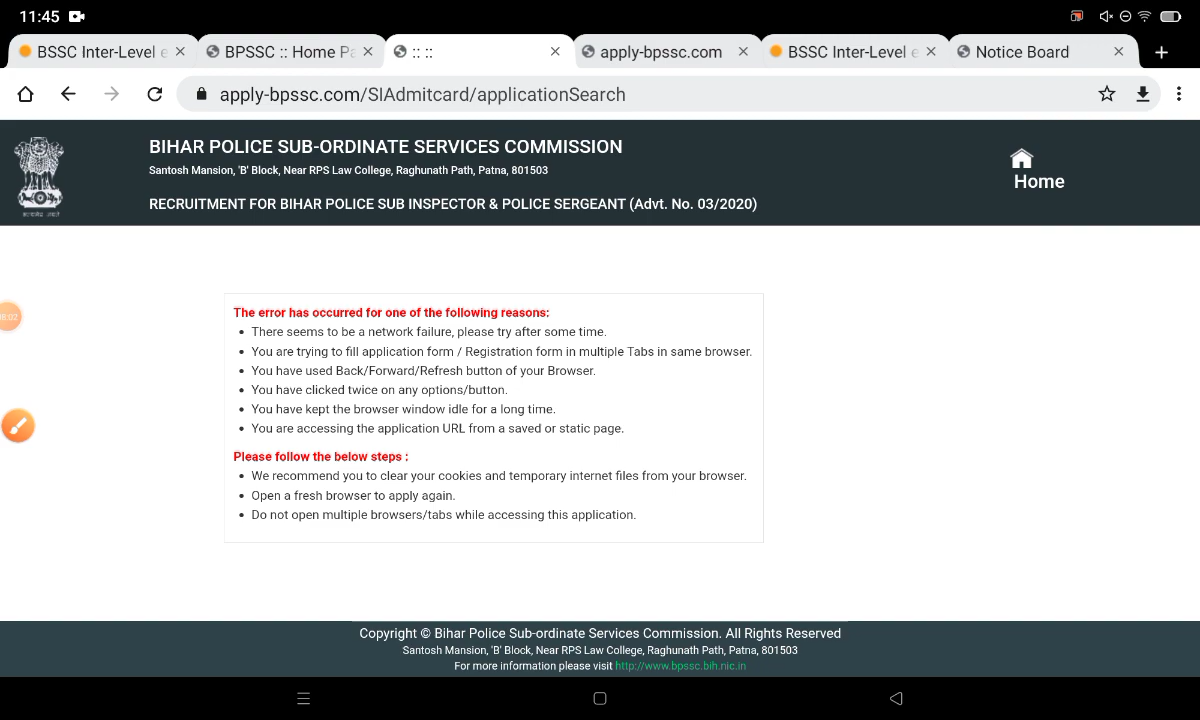 11:45
BSSC Inter-Level e
BPSSC :: Home Pa
:: ::
apply-bpssc.com
BSSC Inter-Level e
Notice Board
apply-bpssc.com/SIAdmitcard/applicationSearch
BIHAR POLICE SUB-ORDINATE SERVICES COMMISSION
Santosh Mansion, 'B' Block, Near RPS Law College, Raghunath Path, Patna, 801503
Home
RECRUITMENT FOR BIHAR POLICE SUB INSPECTOR & POLICE SERGEANT (Advt. No. 03/2020)
सत्यमेव जयते
The error has occurred for one of the following reasons:
• There seems to be a network failure, please try after some time.
• You are trying to fill application form / Registration form in multiple Tabs in same browser.
• You have used Back/Forward/Refresh button of your Browser.
• You have clicked twice on any options/button.
• You have kept the browser window idle for a long time.
• You are accessing the application URL from a saved or static page.
Please follow the below steps :
• We recommend you to clear your cookies and temporary internet files from your browser.
• Open a fresh browser to apply again.
• Do not open multiple browsers/tabs while accessing this application.
Copyright © Bihar Police Sub-ordinate Services Commission. All Rights Reserved
Santosh Mansion, 'B' Block, Near RPS Law College, Raghunath Path, Patna, 801503
For more information please visit http://www.bpssc.bih.nic.in